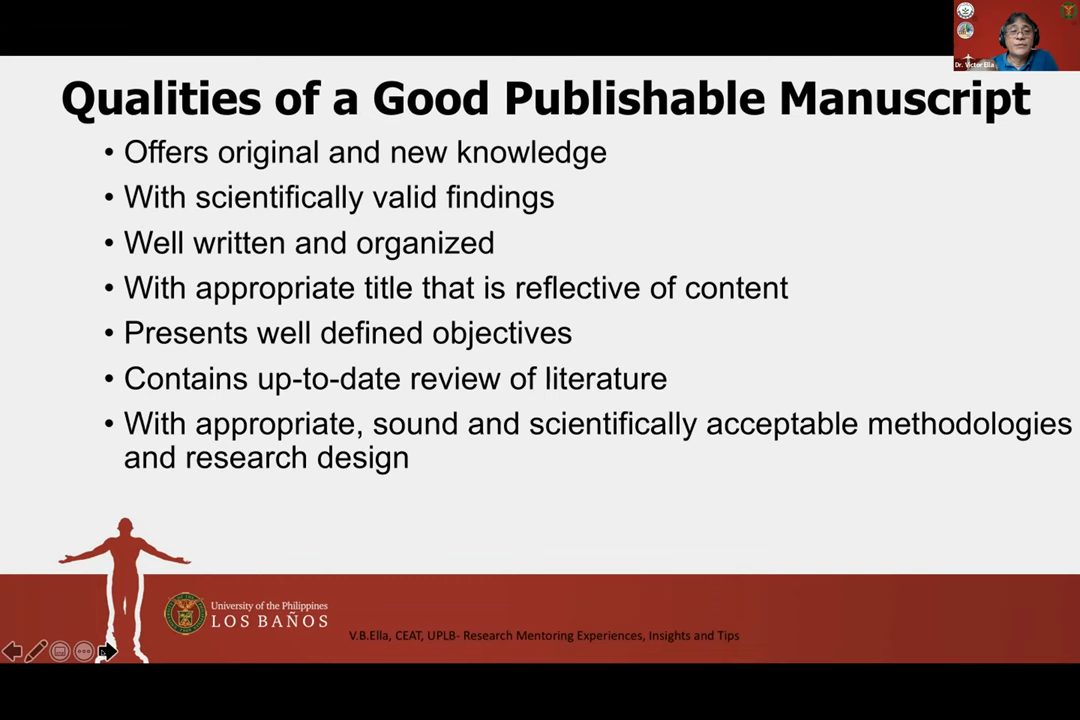 Dr. Victor Ella
Qualities of a Good Publishable Manuscript
• Offers original and new knowledge
• With scientifically valid findings
• Well written and organized
• With appropriate title that is reflective of content
• Presents well defined objectives
• Contains up-to-date review of literature
• With appropriate, sound and scientifically acceptable methodologies
and research design
University of the Philippines
LOS BAÑOS
V.B.Ella, CEAT, UPLB- Research Mentoring Experiences, Insights and Tips